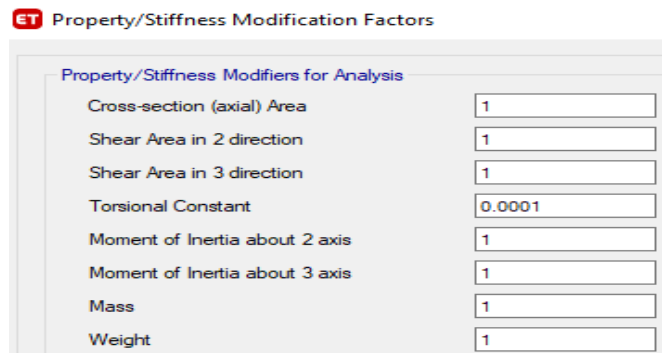 ET Property/Stiffness Modification Factors
Property/Stiffness Modifiers for Analysis
Cross-section (axial) Area 1
Shear Area in 2 direction 1
Shear Area in 3 direction 1
Torsional Constant 0.0001
Moment of Inertia about 2 axis 1
Moment of Inertia about 3 axis 1
Mass 1
Weight 1